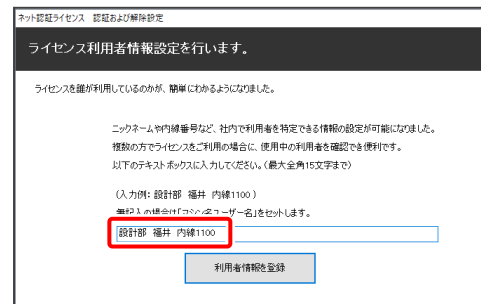 ネット認証ライセンス 認証および解除設定
ライセンス利用者情報設定を行います。
ライセンスを誰が利用しているのかが、簡単にわかるようになりました。
ニックネームや内線番号など、社内で利用者を特定できる情報の設定が可能になりました。
複数の方でライセンスをご利用の場合に、使用中の利用者を確認でき便利です。
以下のテキストボックスに入力してください。(最大全角15文字まで)
(入力例: 設計部 福井 内線1100 )
無記入の場合は「マシン名ユーザー名」をセットします。
設計部 福井 内線1100
利用者情報を登録